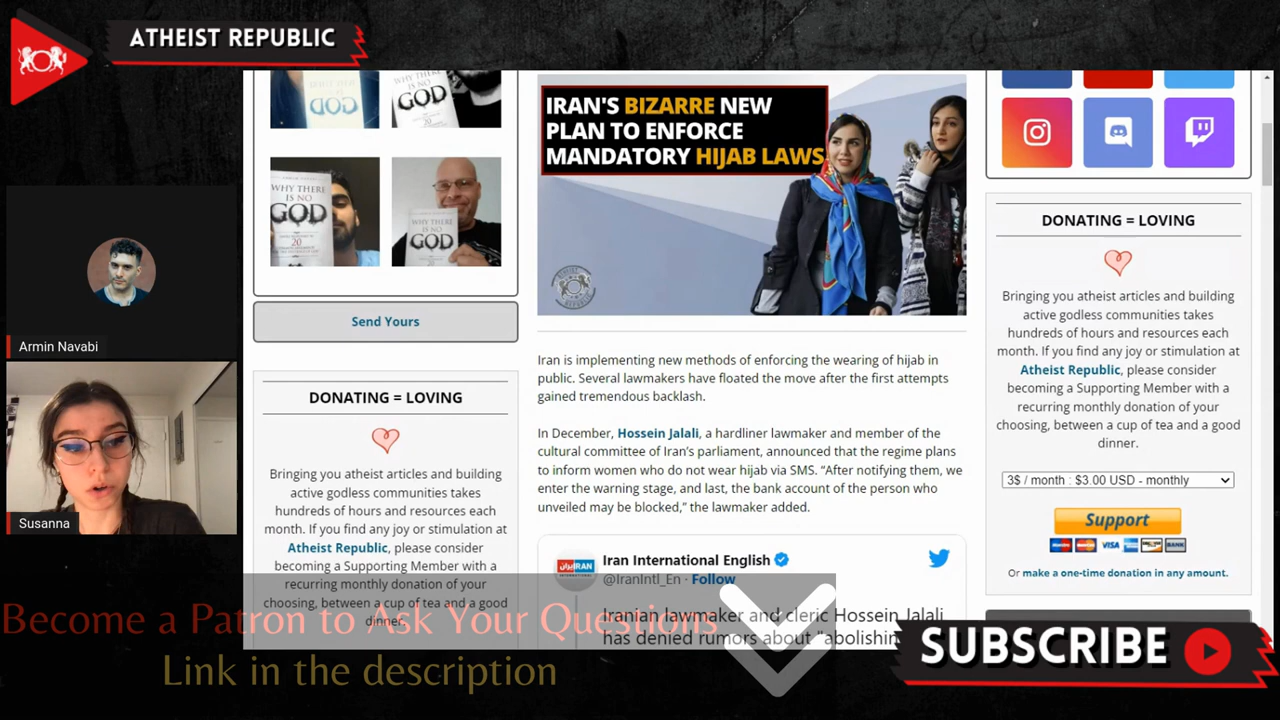 ATHEIST REPUBLIC
Armin Navabi
Susanna
GOD
GOD
WHY THERE
IS NO
GOD
20
WHY THERE
IS NO
GOD
Send Yours
DONATING = LOVING
Bringing you atheist articles and building
active godless communities takes
hundreds of hours and resources each
month. If you find any joy or stimulation at
Atheist Republic, please consider
becoming a Supporting Member with a
recurring monthly donation of your
choosing, between a cup of tea and a good
dinner.
IRAN'S BIZARRE NEW
PLAN TO ENFORCE
MANDATORY HIJAB LAWS
Iran is implementing new methods of enforcing the wearing of hijab in
public. Several lawmakers have floated the move after the first attempts
gained tremendous backlash.
In December, Hossein Jalali, a hardliner lawmaker and member of the
cultural committee of Iran's parliament, announced that the regime plans
to inform women who do not wear hijab via SMS. “After notifying them, we
enter the warning stage, and last, the bank account of the person who
unveiled may be blocked,” the lawmaker added.
Iran International English
@IranIntl_En · Follow
Iranian lawmaker and cleric Hossein Jalali
has denied rumors about "abolishin
DONATING = LOVING
Bringing you atheist articles and building
active godless communities takes
hundreds of hours and resources each
month. If you find any joy or stimulation at
Atheist Republic, please consider
becoming a Supporting Member with a
recurring monthly donation of your
choosing, between a cup of tea and a good
dinner.
3$ / month : $3.00 USD - monthly
Support
VISA
BANK
Or make a one-time donation in any amount.
Become a Patron to Ask Your Questions
Link in the description
SUBSCRIBE